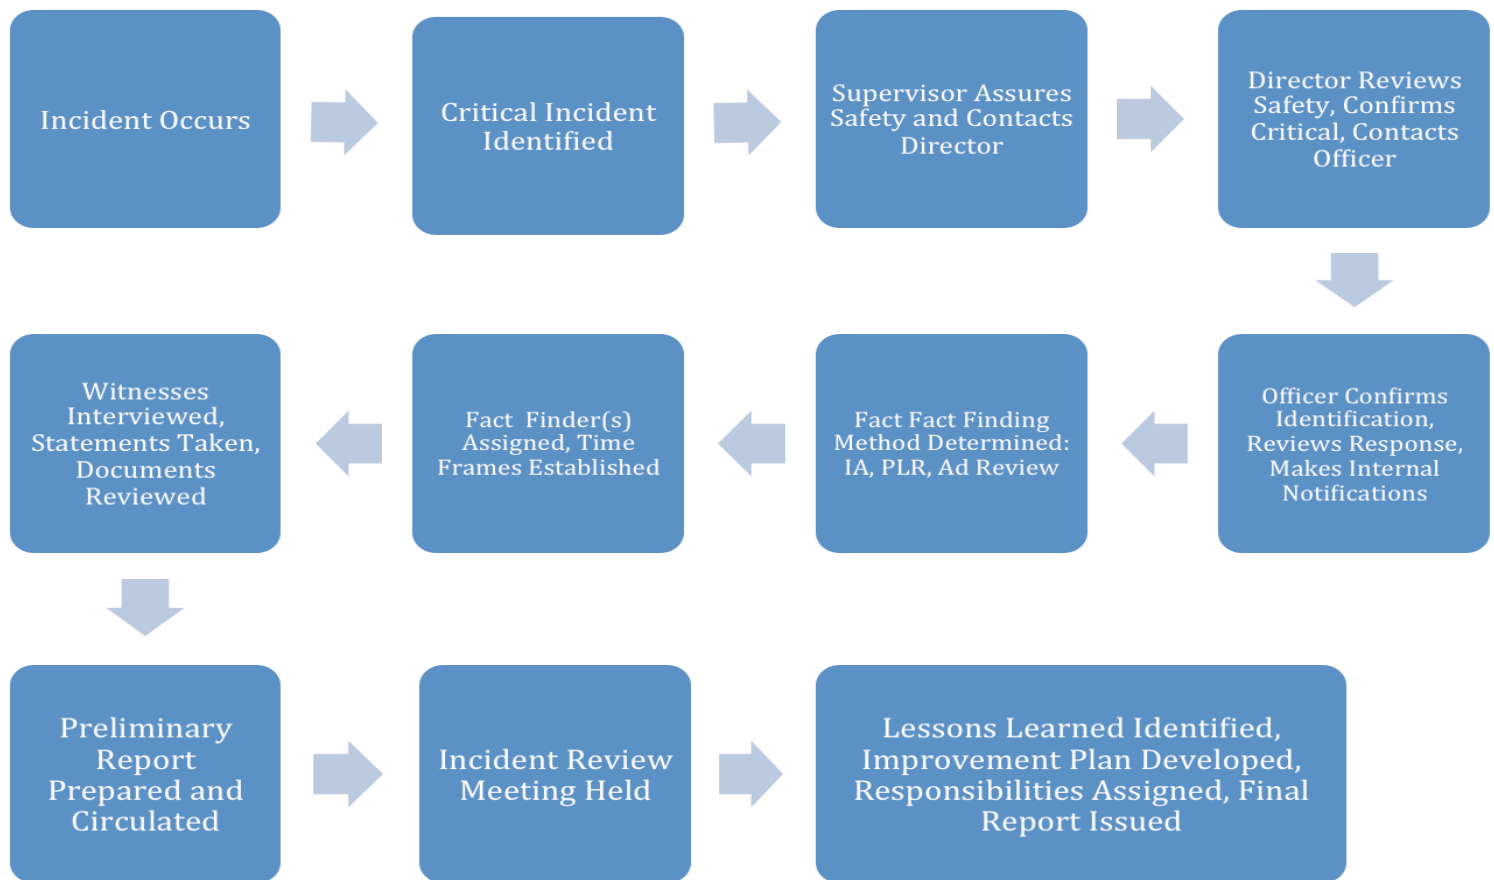 Incident Occurs
Critical Incident
Identified
Supervisor Assures
Safety and Contacts
Director
Director Reviews
Safety, Confirms
Critical, Contacts
Officer
Officer Confirms
Identification,
Reviews Response,
Makes Internal
Notifications
Fact Fact Finding
Method Determined:
IA, PLR, Ad Review
Fact Finder(s)
Assigned, Time
Frames Established
Witnesses
Interviewed,
Statements Taken,
Documents
Reviewed
Preliminary
Report
Prepared and
Circulated
Incident Review
Meeting Held
Lessons Learned Identified,
Improvement Plan Developed,
Responsibilities Assigned, Final
Report Issued